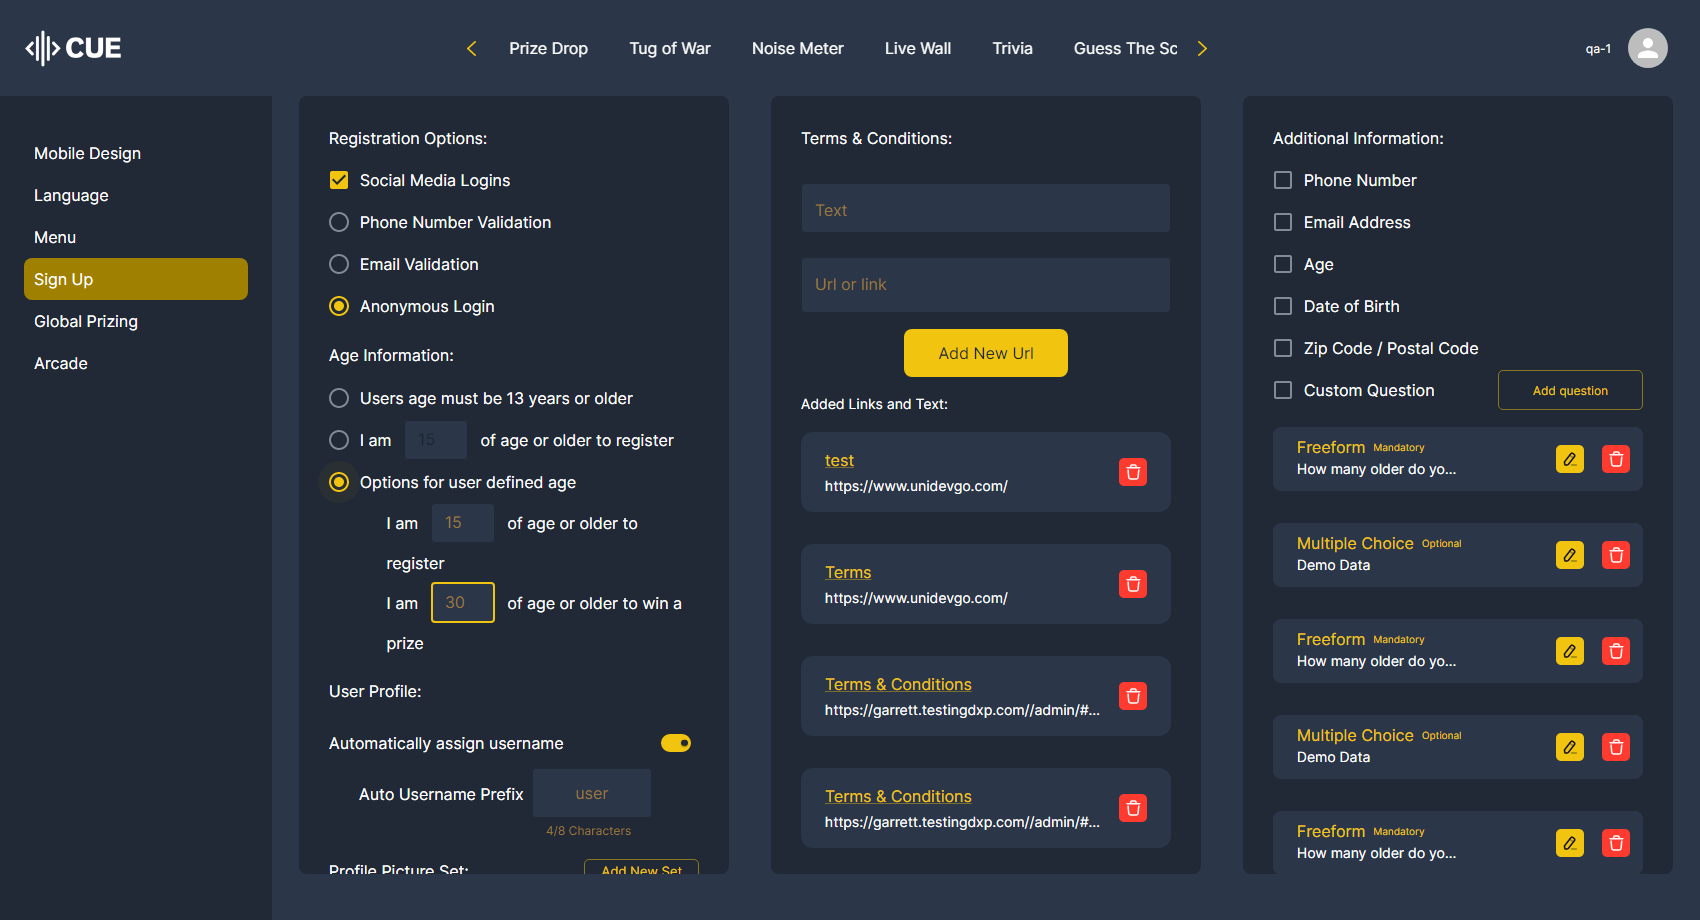 CUE
Prize Drop
Tug of War
Noise Meter
Live Wall
Trivia
Guess The Sc
qa-1
Mobile Design
Language
Menu
Sign Up
Global Prizing
Arcade
Registration Options:
Social Media Logins
Phone Number Validation
Email Validation
Anonymous Login
Age Information:
Users age must be 13 years or older
I am 15 of age or older to register
Options for user defined age
I am 15 of age or older to
register
I am 30 of age or older to win a
prize
User Profile:
Automatically assign username
Auto Username Prefix user
4/8 Characters
Profile Picture Set: Add New Set
Terms & Conditions:
Text
Url or link
Add New Url
Added Links and Text:
test
https://www.unidevgo.com/
Terms
https://www.unidevgo.com/
Terms & Conditions
https://garrett.testingdxp.com//admin/#...
Terms & Conditions
https://garrett.testingdxp.com//admin/#...
Additional Information:
Phone Number
Email Address
Age
Date of Birth
Zip Code / Postal Code
Custom Question Add question
Freeform Mandatory
How many older do yo...
Multiple Choice Optional
Demo Data
Freeform Mandatory
How many older do yo...
Multiple Choice Optional
Demo Data
Freeform Mandatory
How many older do yo...